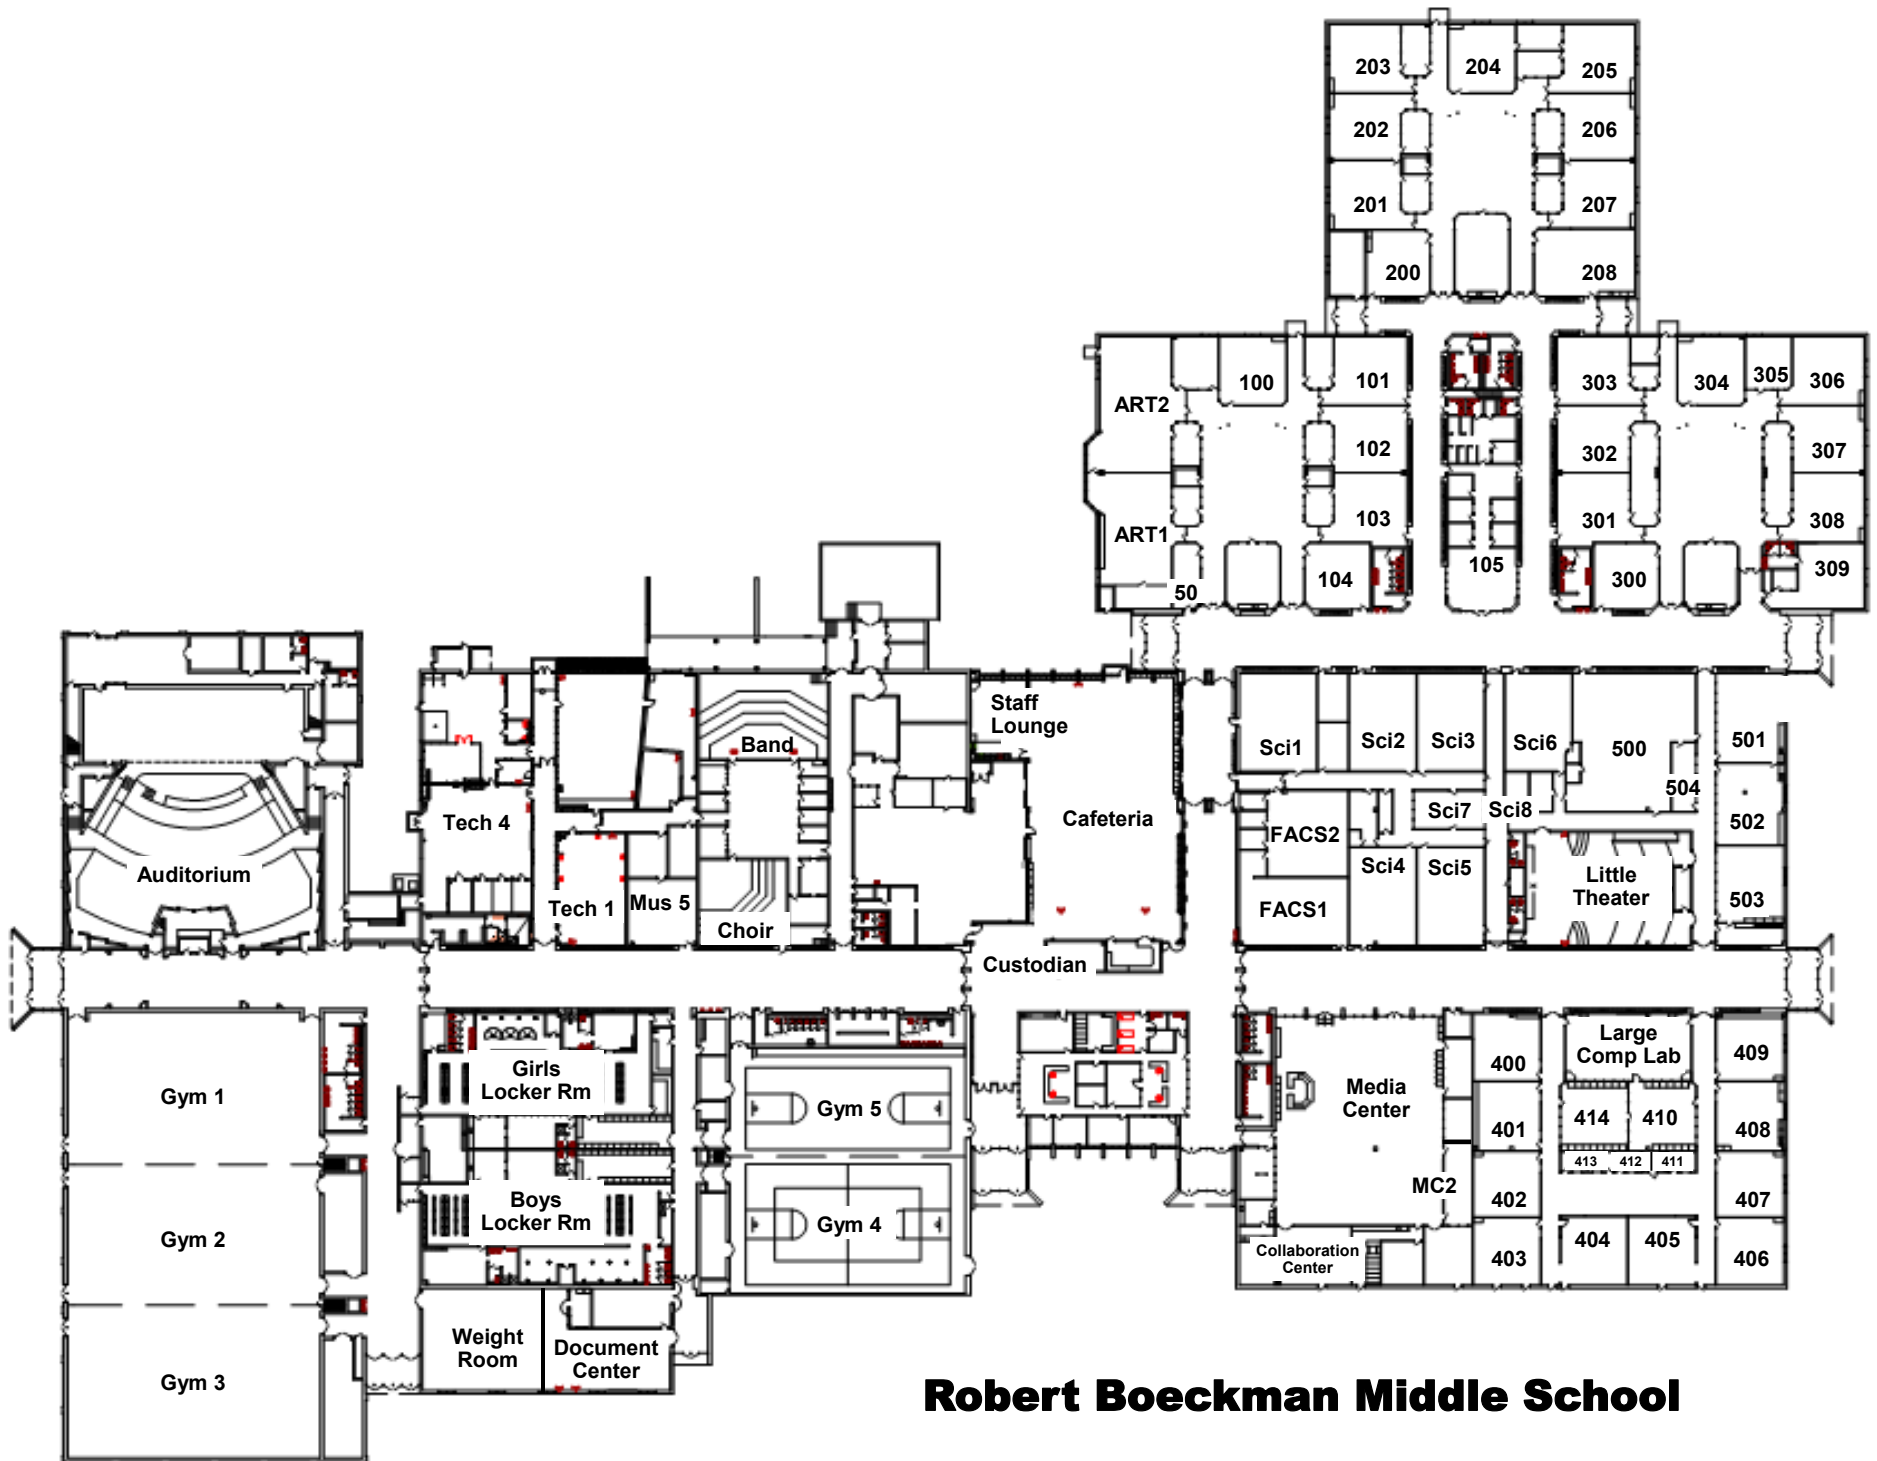 203
204
205
202
206
201
207
200
208
100
101
303
304
305
306
ART2
102
302
307
ART1
103
301
308
50
104
105
300
309
Staff
Lounge
Band
Sci1
Sci2
Sci3
Sci6
500
501
504
Tech 4
Cafeteria
Sci7
Sci8
502
FACS2
Auditorium
Sci4
Sci5
Little
Theater
Tech 1
Mus 5
Choir
FACS1
503
Custodian
Girls
Locker Rm
Gym 1
Gym 5
Media
Center
400
Large
Comp Lab
409
401
414
410
408
413
412
411
Boys
Locker Rm
Gym 2
Gym 4
MC2
402
407
Collaboration
Center
403
404
405
406
Weight
Room
Document
Center
Gym 3
Robert Boeckman Middle School